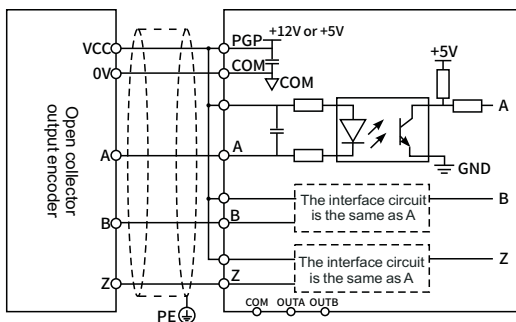 Open collector
output encoder
VCC
0V
A
B
Z
PE
PGP
+12V or +5V
COM
COM
A
+5V
A
GND
B
The interface circuit
is the same as A
B
Z
The interface circuit
is the same as A
Z
COM OUTA OUTB